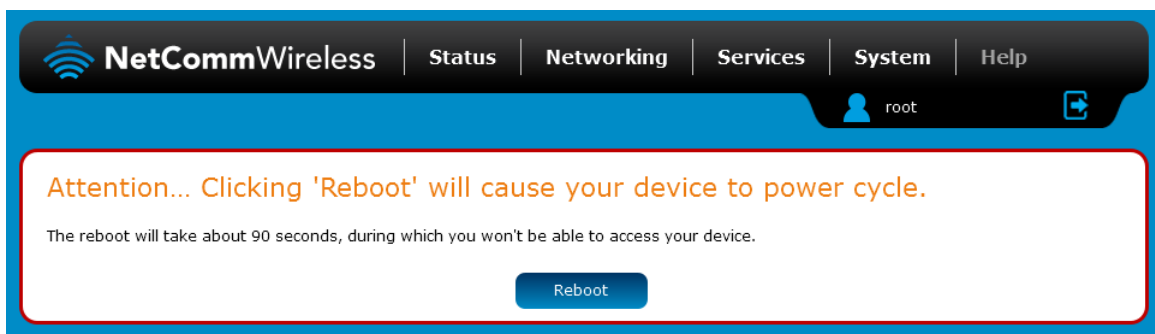 NetCommWireless Status Networking Services System Help
root
Attention... Clicking 'Reboot' will cause your device to power cycle.
The reboot will take about 90 seconds, during which you won't be able to access your device.
Reboot